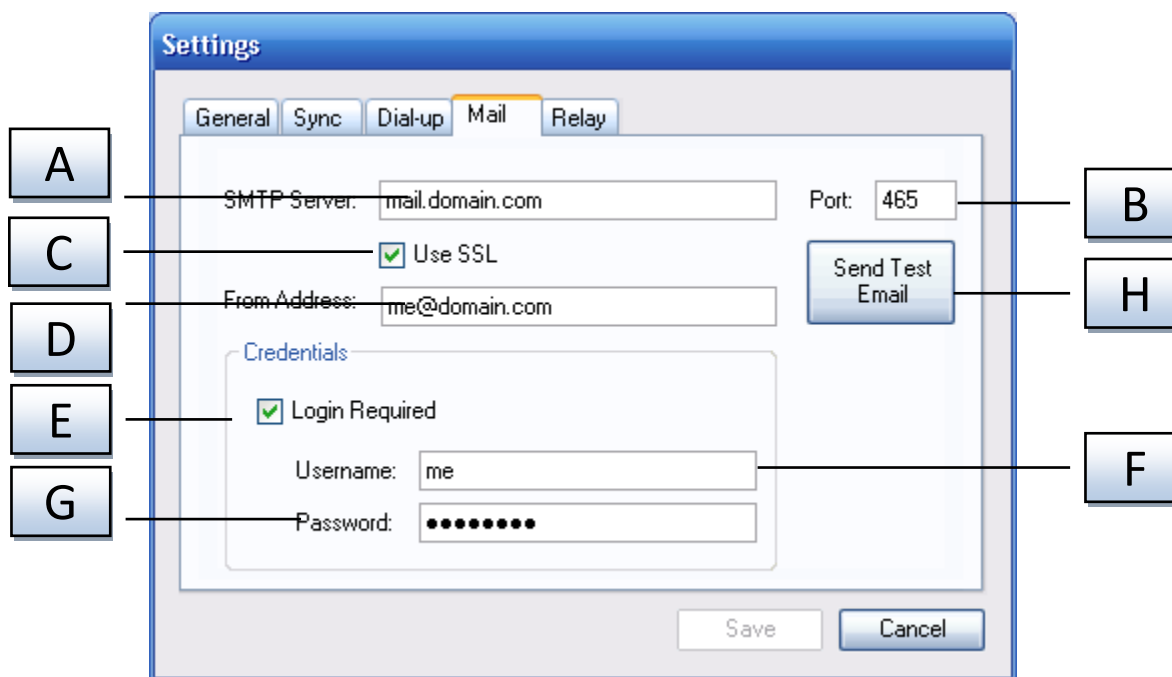 Settings
General Sync Dial-up Mail Relay
A
SMTP Server: mail.domain.com Port: 465
B
C
Use SSL
Send Test
Email
H
From Address: me@domain.com
D
Credentials
E
Login Required
Username: me
F
G
Password: ••••••••
Save Cancel